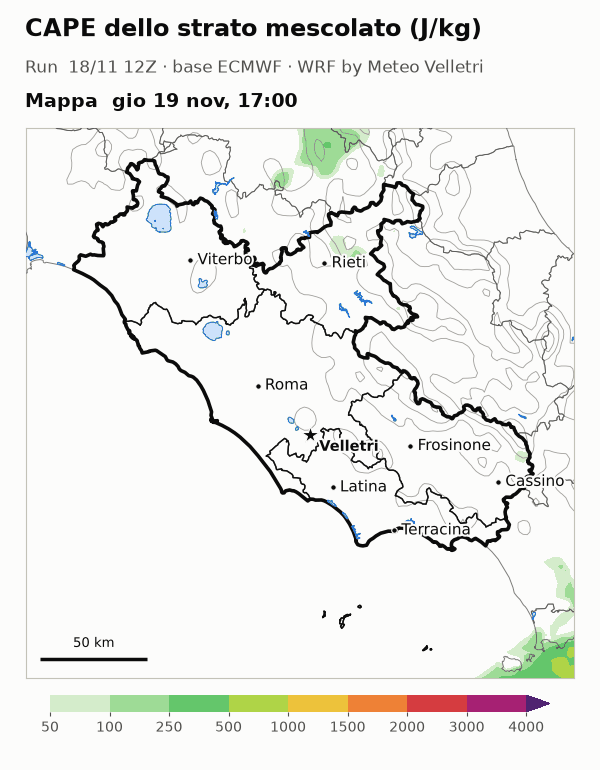 CAPE dello strato mescolato (J/kg)
Run  18/11 12Z · base ECMWF · WRF by Meteo Velletri
Mappa  gio 19 nov, 17:00
Viterbo
Rieti
Roma
Velletri
Frosinone
Cassino
Latina
Terracina
50 km
50 100 250 500 1000 1500 2000 3000 4000